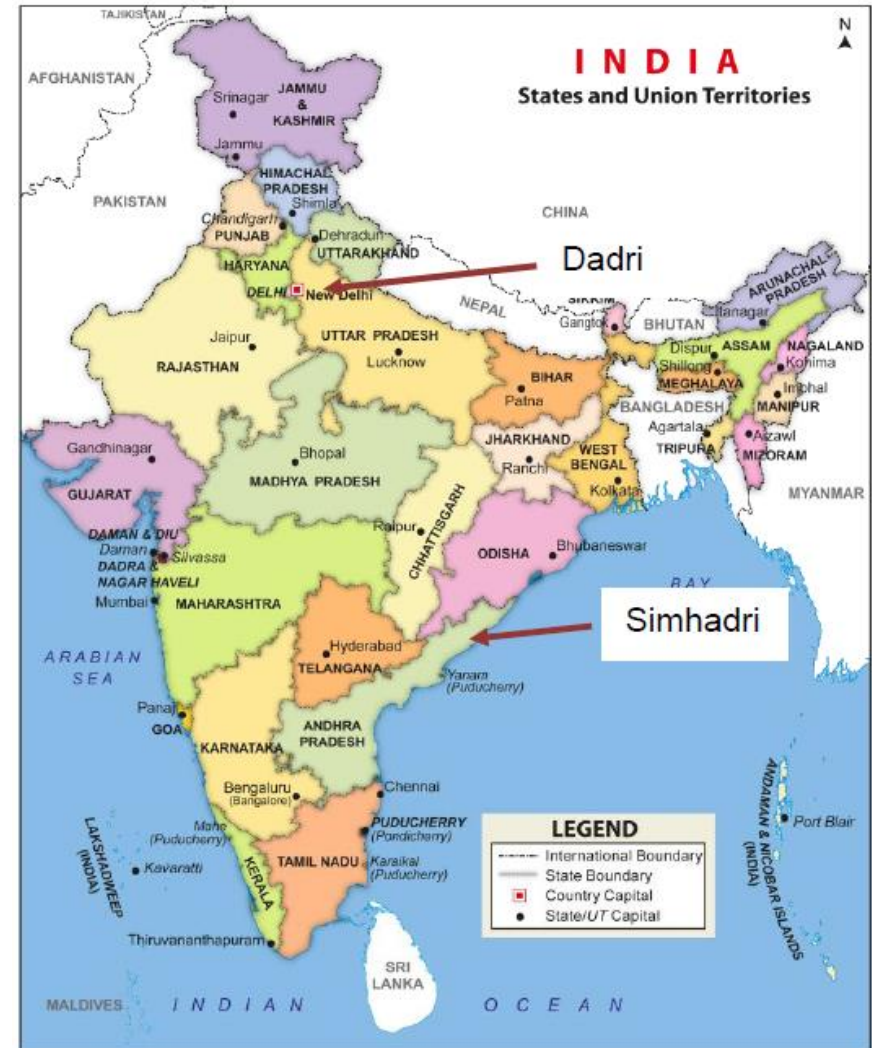 TAJIKISTAN
N
INDIA
States and Union Territories
AFGHANISTAN
JAMMU
&
KASHMIR
Srinagar
Jammu
HIMACHAL
PRADESH
Shimla
PAKISTAN
CHINA
Chandigarh
PUNJAB
Dehradun
UTTARAKHAND
HARYANA
Dadri
DELHI
New Delhi
ARUNACHAL
PRADESH
NEPAL
SIKKIM
Gangtok
BHUTAN
Itanagar
Jaipur
UTTAR PRADESH
Lucknow
RAJASTHAN
Dispur
ASSAM
NAGALAND
Shillong
Kohima
MEGHALAYA
BIHAR
Patna
Imphal
MANIPUR
BANGLADESH
Agartala
TRIPURA
Aizawl
MIZORAM
JHARKHAND
Ranchi
WEST
BENGAL
Kolkata
Gandhinagar
Bhopal
MADHYA PRADESH
GUJARAT
MYANMAR
Raipur
CHHATTISGARH
ODISHA
Bhubaneswar
DAMAN & DIU
Daman
Silvassa
DADRA &
NAGAR HAVELI
Mumbai
MAHARASHTRA
BAY
Simhadri
ARABIAN
SEA
Hyderabad
TELANGANA
Yanam
(Puducherry)
Panaji
GOA
KARNATAKA
ANDHRA
PRADESH
Bengaluru
(Bangalore)
Chennai
Mahe
(Puducherry)
PUDUCHERRY
(Pondicherry)
LAKSHADWEEP
(INDIA)
Kavaratti
KERALA
TAMIL NADU
Karaikal
(Puducherry)
LEGEND
International Boundary
State Boundary
Country Capital
State/UT Capital
ANDAMAN & NICOBAR ISLANDS
(INDIA)
Port Blair
Thiruvananthapuram
SRI
LANKA
MALDIVES
INDIAN OCEAN